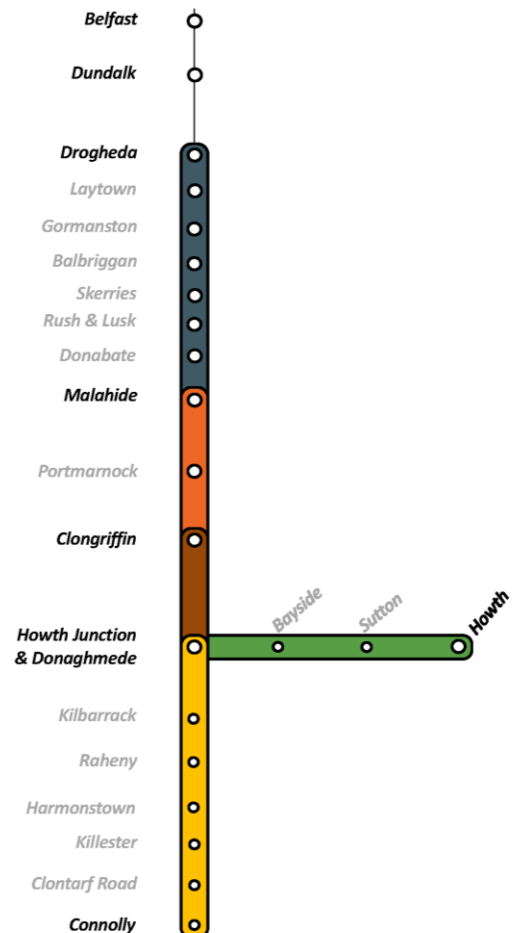 Belfast
Dundalk
Drogheda
Laytown
Gormanston
Balbriggan
Skerries
Rush & Lusk
Donabate
Malahide
Portmarnock
Clongriffin
Bayside
Sutton
Howth
Howth Junction
& Donaghmede
Kilbarrack
Raheny
Harmonstown
Killester
Clontarf Road
Connolly